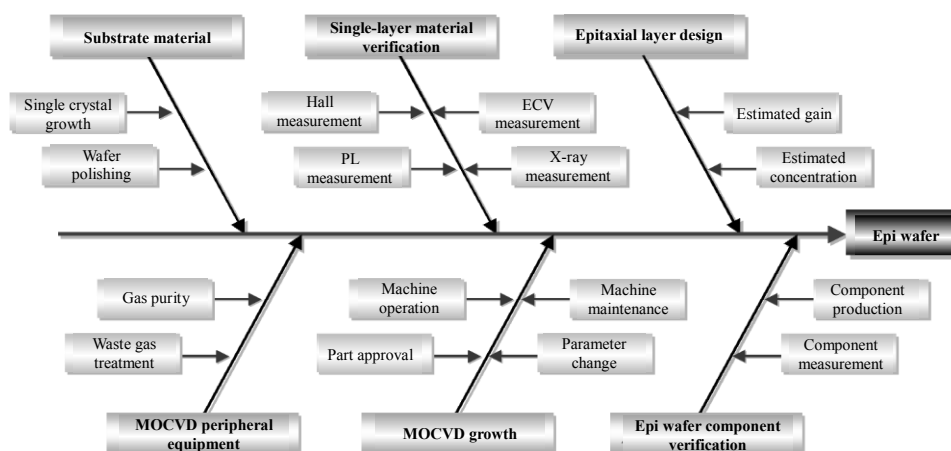 Substrate material
Single-layer material
verification
Epitaxial layer design
Single crystal
growth
Hall
measurement
ECV
measurement
Estimated gain
Wafer
polishing
PL
measurement
X-ray
measurement
Estimated
concentration
Epi wafer
Gas purity
Machine
operation
Machine
maintenance
Component
production
Waste gas
treatment
Part approval
Parameter
change
Component
measurement
MOCVD peripheral
equipment
MOCVD growth
Epi wafer component
verification